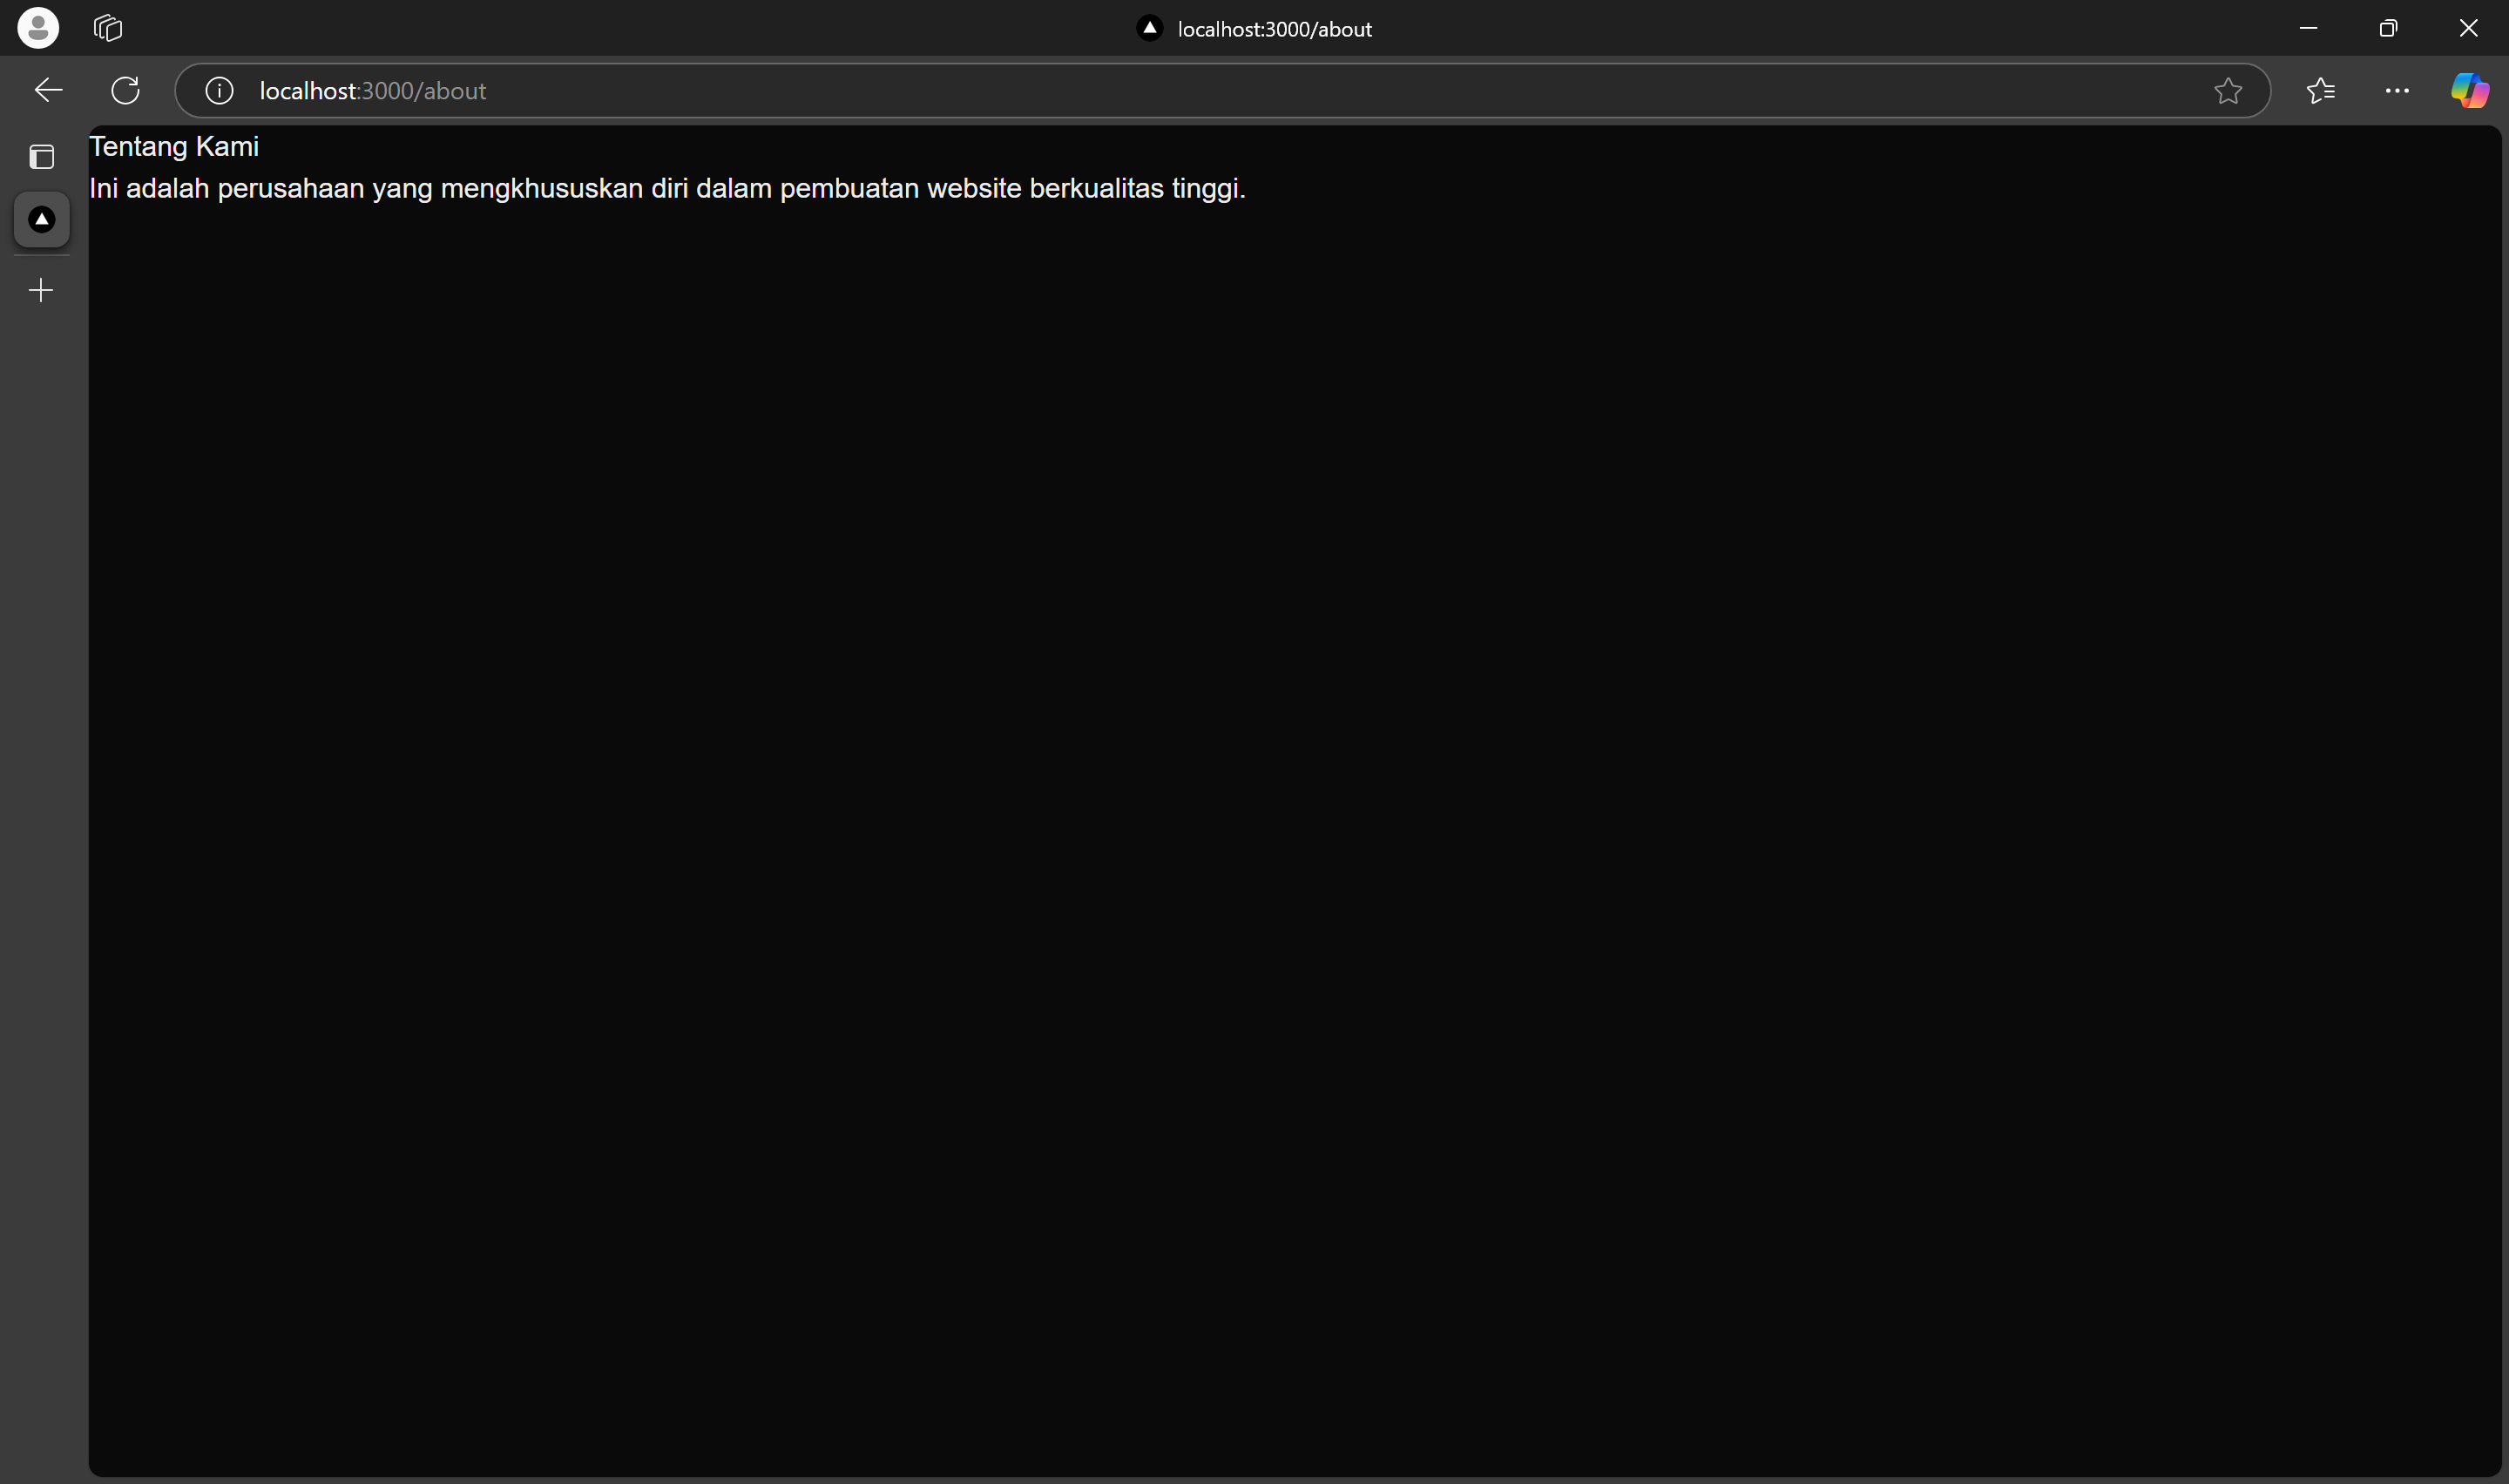 localhost:3000/about
localhost:3000/about
Tentang Kami
Ini adalah perusahaan yang mengkhususkan diri dalam pembuatan website berkualitas tinggi.